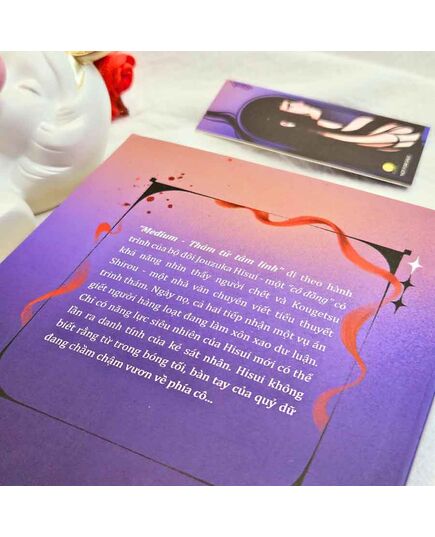 "Medium - Thám tử tâm linh" đi theo hành
trình của bộ đôi Jouzuka Hisui - một "cô đồng" có
khả năng nhìn thấy người chết và Kougetsu
Shirou - một nhà văn chuyên viết tiểu thuyết
trinh thám. Ngày nọ, cả hai tiếp nhận một vụ án
giết người hàng loạt đang làm xôn xao dư luận.
Chỉ có năng lực siêu nhiên của Hisui mới có thể
lần ra danh tính của kẻ sát nhân. Hisui không
biết rằng từ trong bóng tối, bàn tay của quỷ dữ
đang chầm chậm vươn về phía cô...